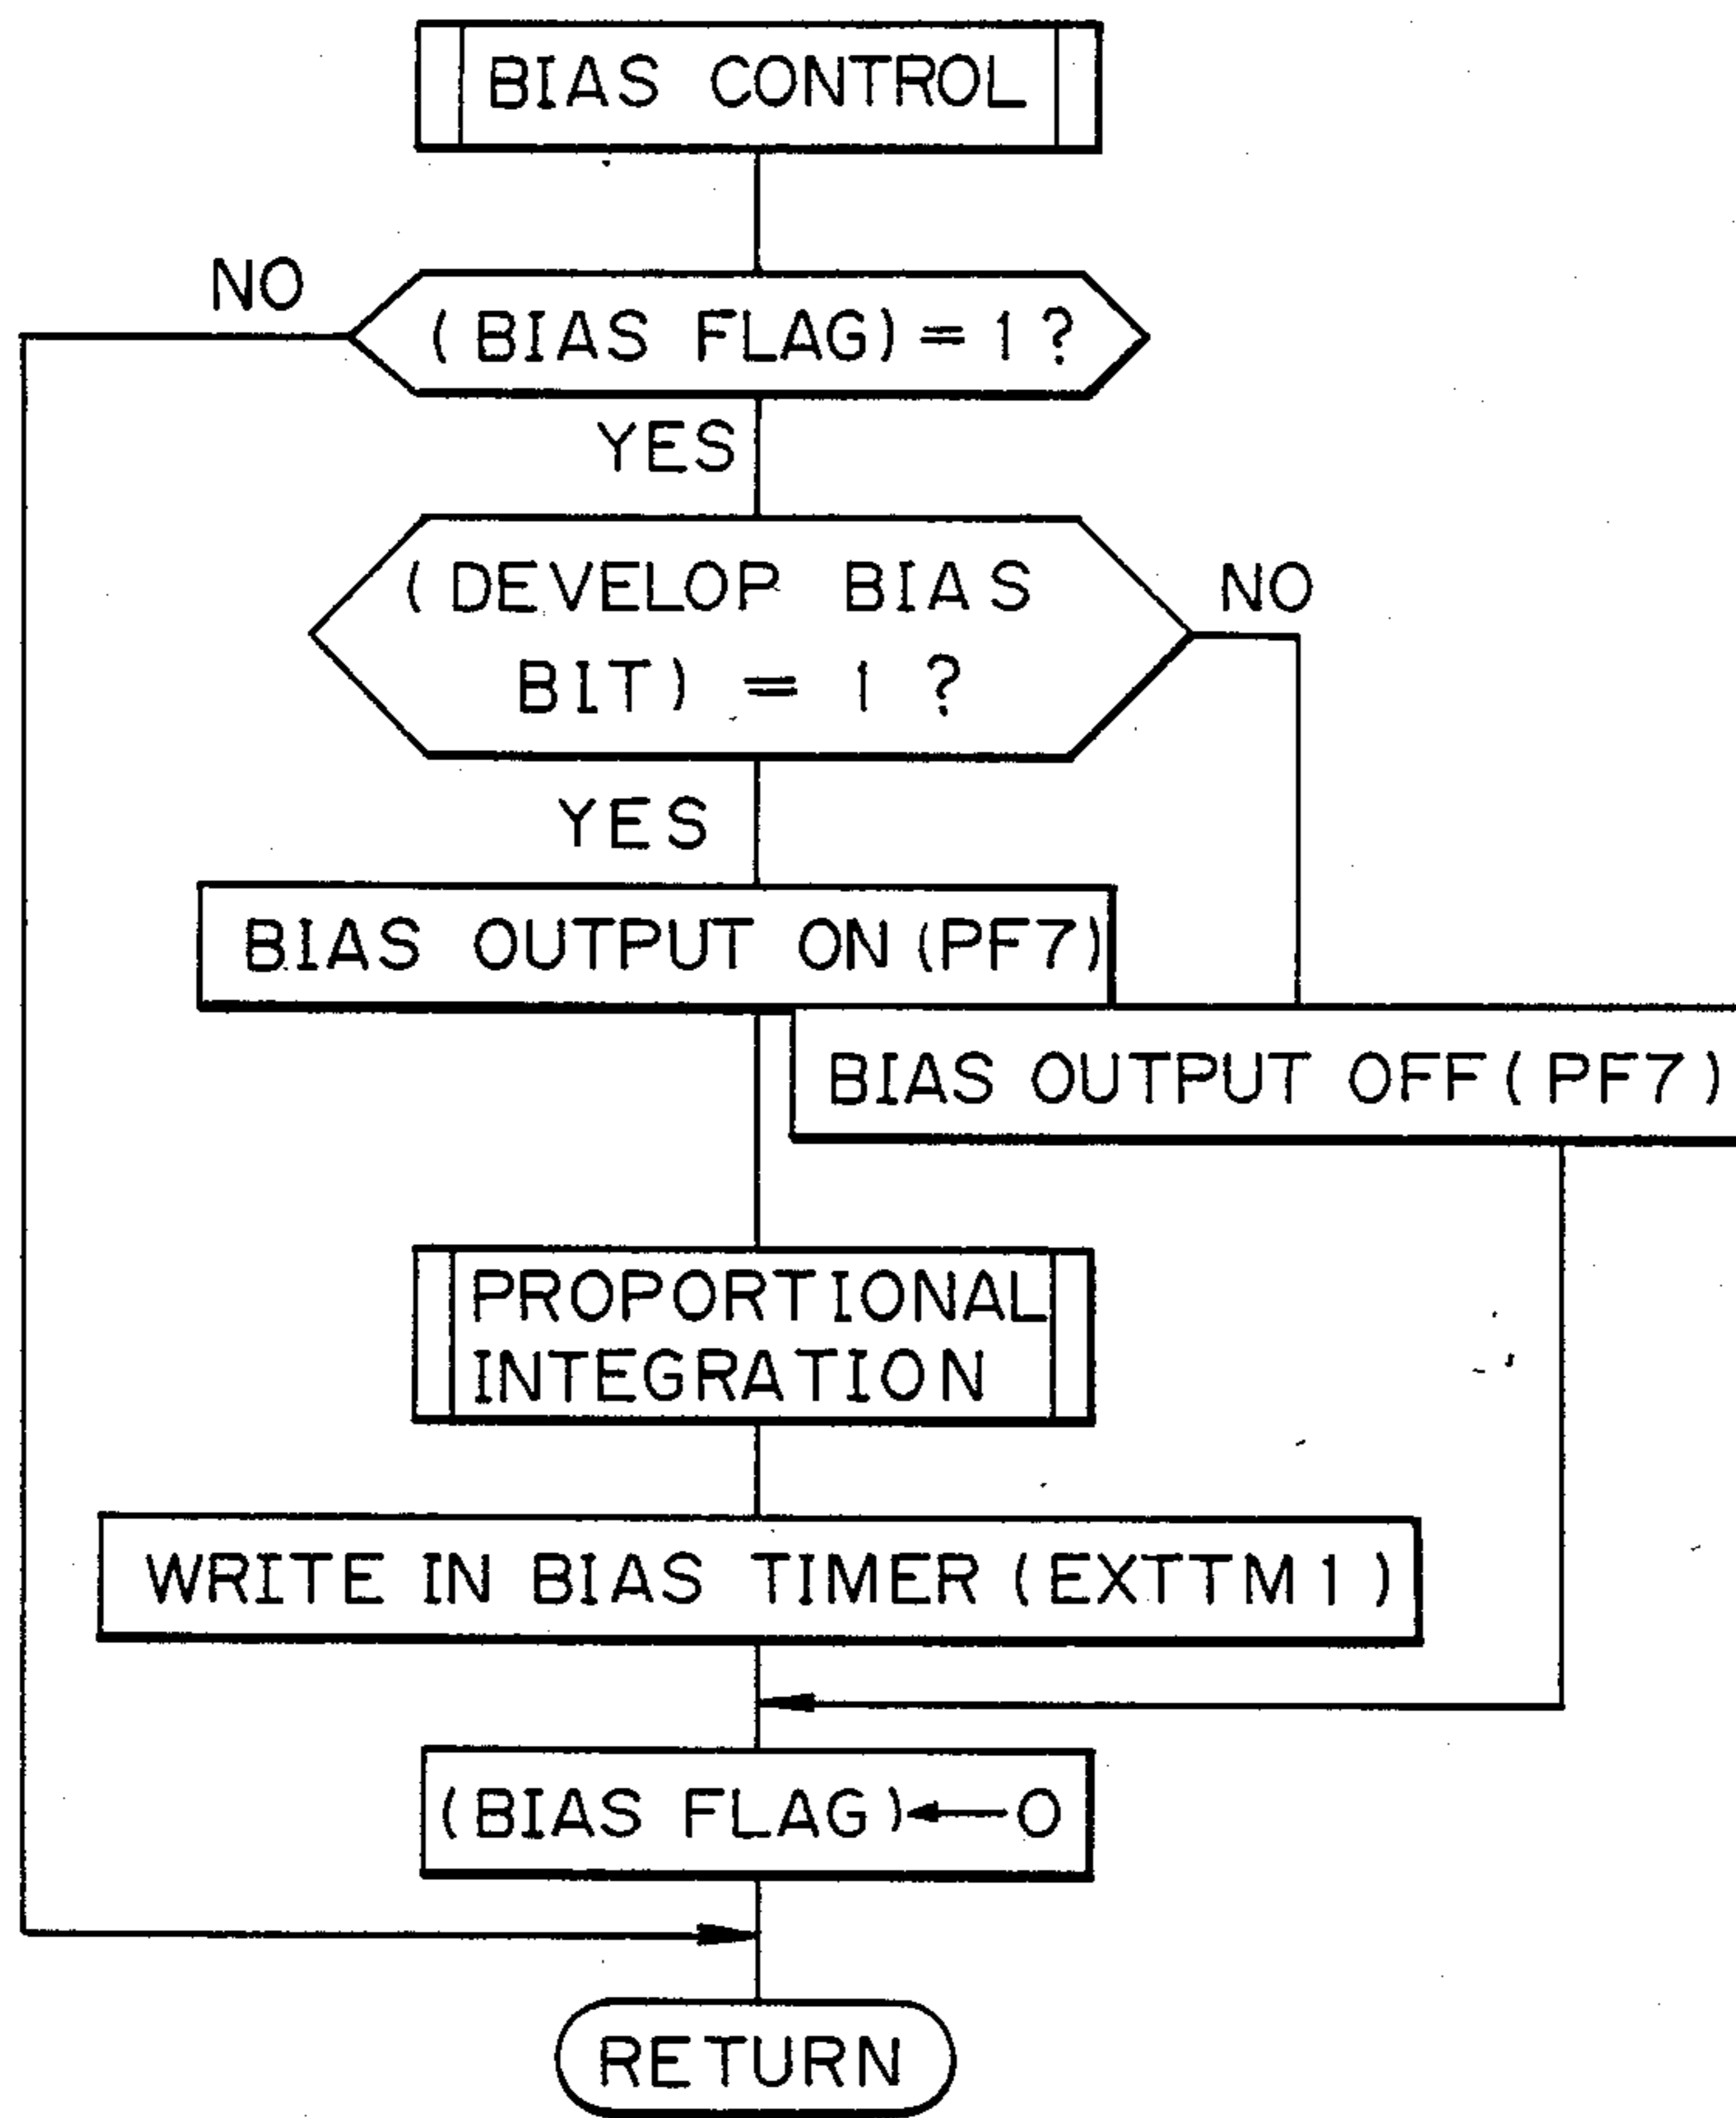 BIAS CONTROL
NO
(BIAS FLAG) = 1 ?
YES
(DEVELOP BIAS
BIT) = 1 ?
NO
YES
BIAS OUTPUT ON (PF7)
BIAS OUTPUT OFF (PF7)
PROPORTIONAL
INTEGRATION
WRITE IN BIAS TIMER (EXTTM1)
(BIAS FLAG)←0
RETURN